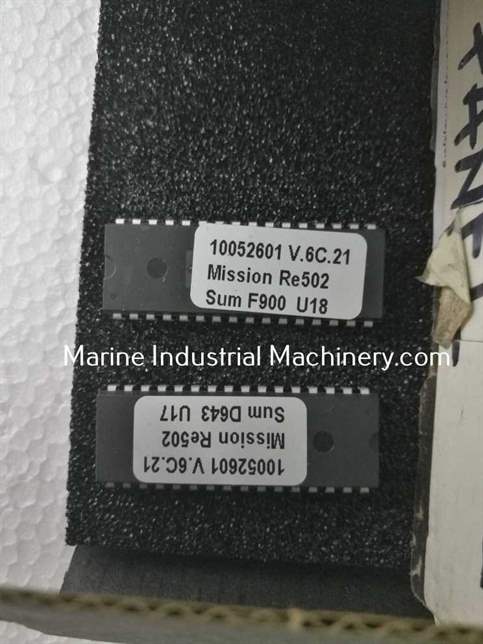 10052601 V.6C.21
Mission Re502
Sum F900 U18
Marine Industrial Machinery.com
10052601 V.6C.21
Mission Re502
Sum D643 U17